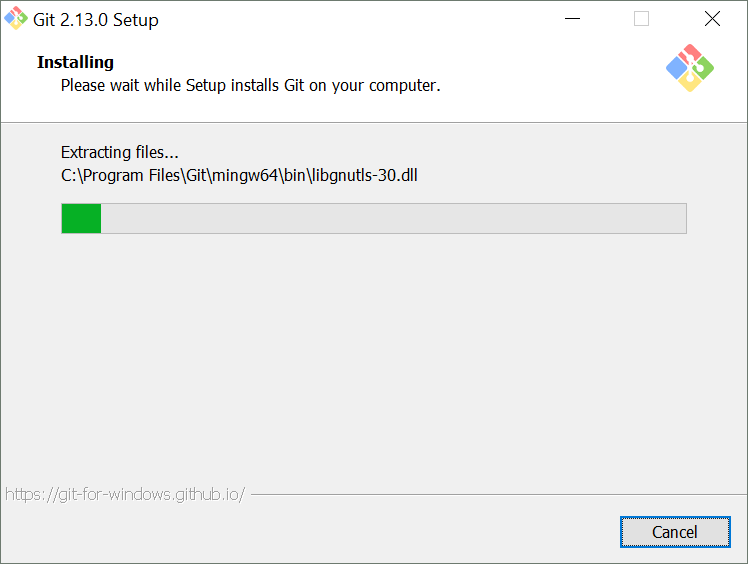 Git 2.13.0 Setup
Installing
Please wait while Setup installs Git on your computer.
Extracting files...
C:\Program Files\Git\mingw64\bin\libgnutls-30.dll
https://git-for-windows.github.io/
Cancel